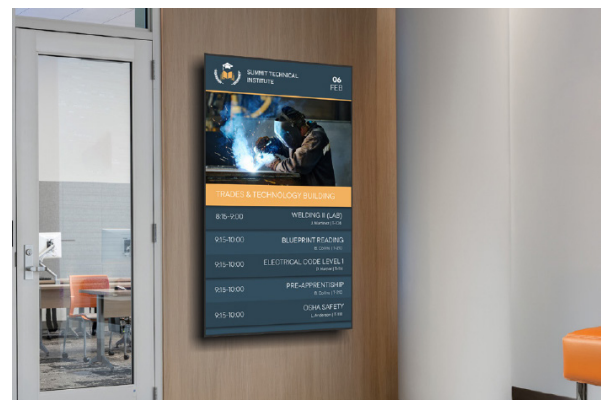 SUMMIT TECHNICAL
INSTITUTE
06
FEB
TRADES & TECHNOLOGY BUILDING
8:15-9:00
WELDING II (LAB)
9:15-10:00
BLUEPRINT READING
9:15-10:00
ELECTRICAL CODE LEVEL I
9:15-10:00
PRE-APPRENTICESHIP
9:15-10:00
OSHA SAFETY